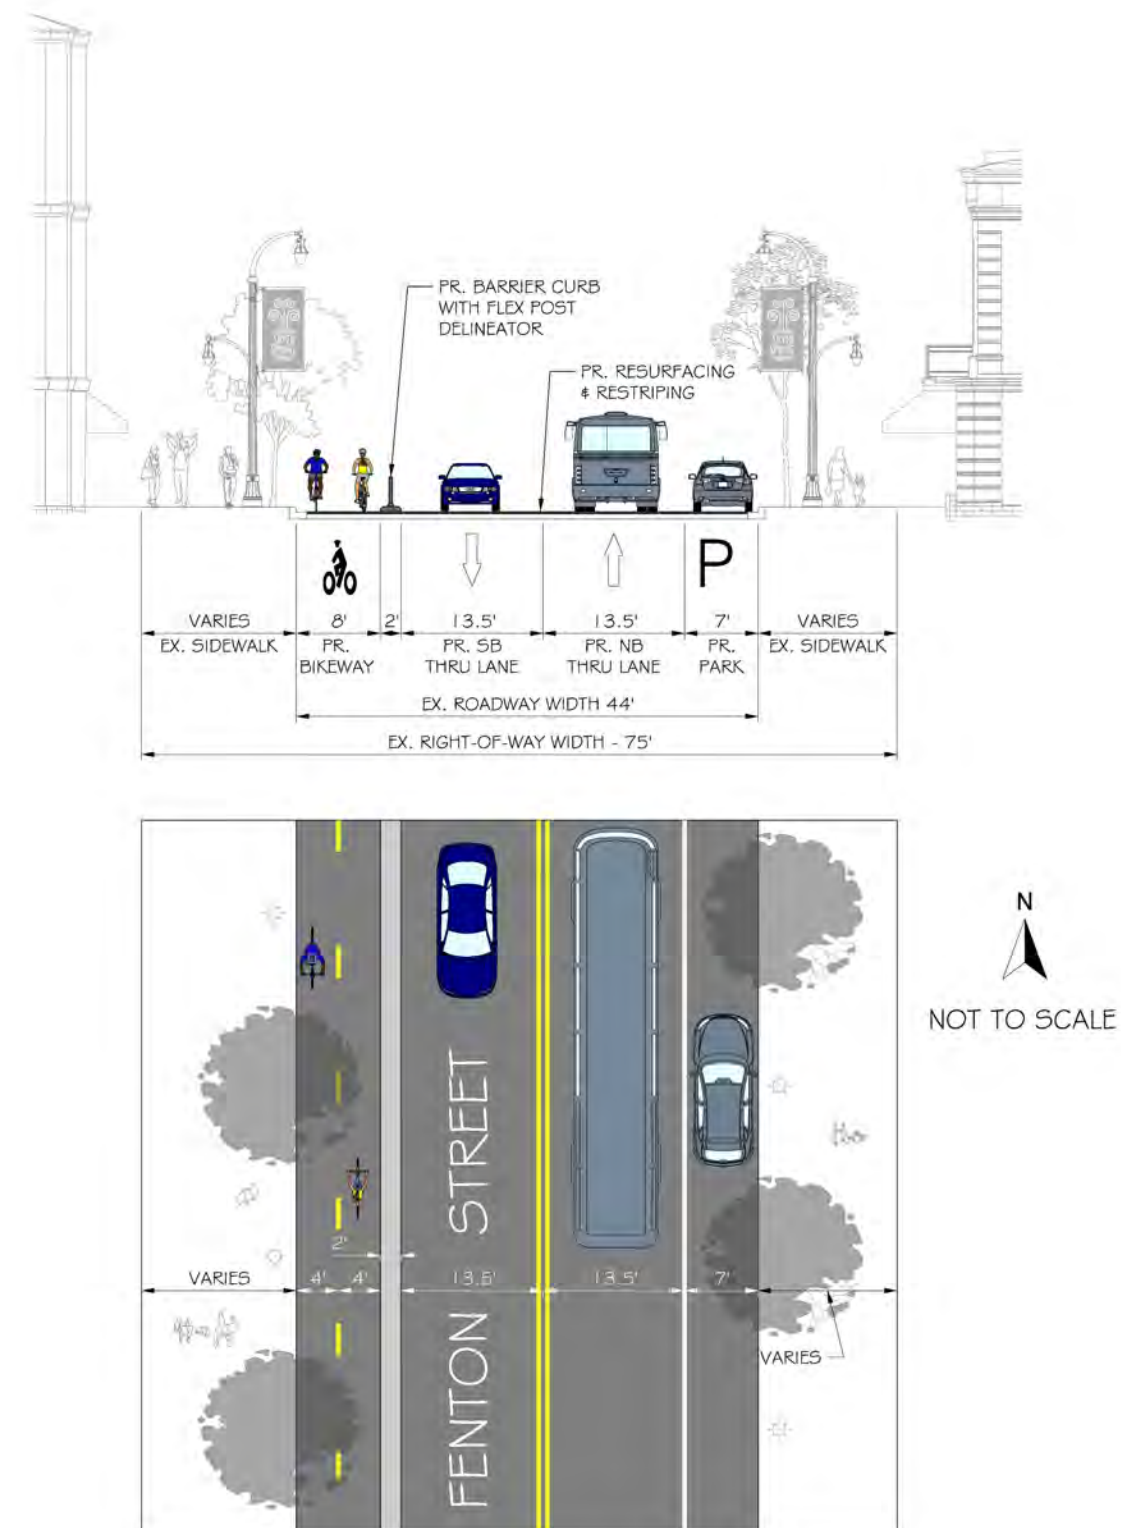 PR. BARRIER CURB
WITH FLEX POST
DELINEATOR
PR. RESURFACING
& RESTRIPING
P
VARIES
8'
2'
13.5'
13.5'
7'
VARIES
EX. SIDEWALK
PR.
BIKEWAY
PR. SB
THRU LANE
PR. NB
THRU LANE
PR.
PARK
EX. SIDEWALK
EX. ROADWAY WIDTH 44'
EX. RIGHT-OF-WAY WIDTH - 75'
N
NOT TO SCALE
FENTON STREET
2'
VARIES
4'
4'
13.5'
13.5'
7'
VARIES